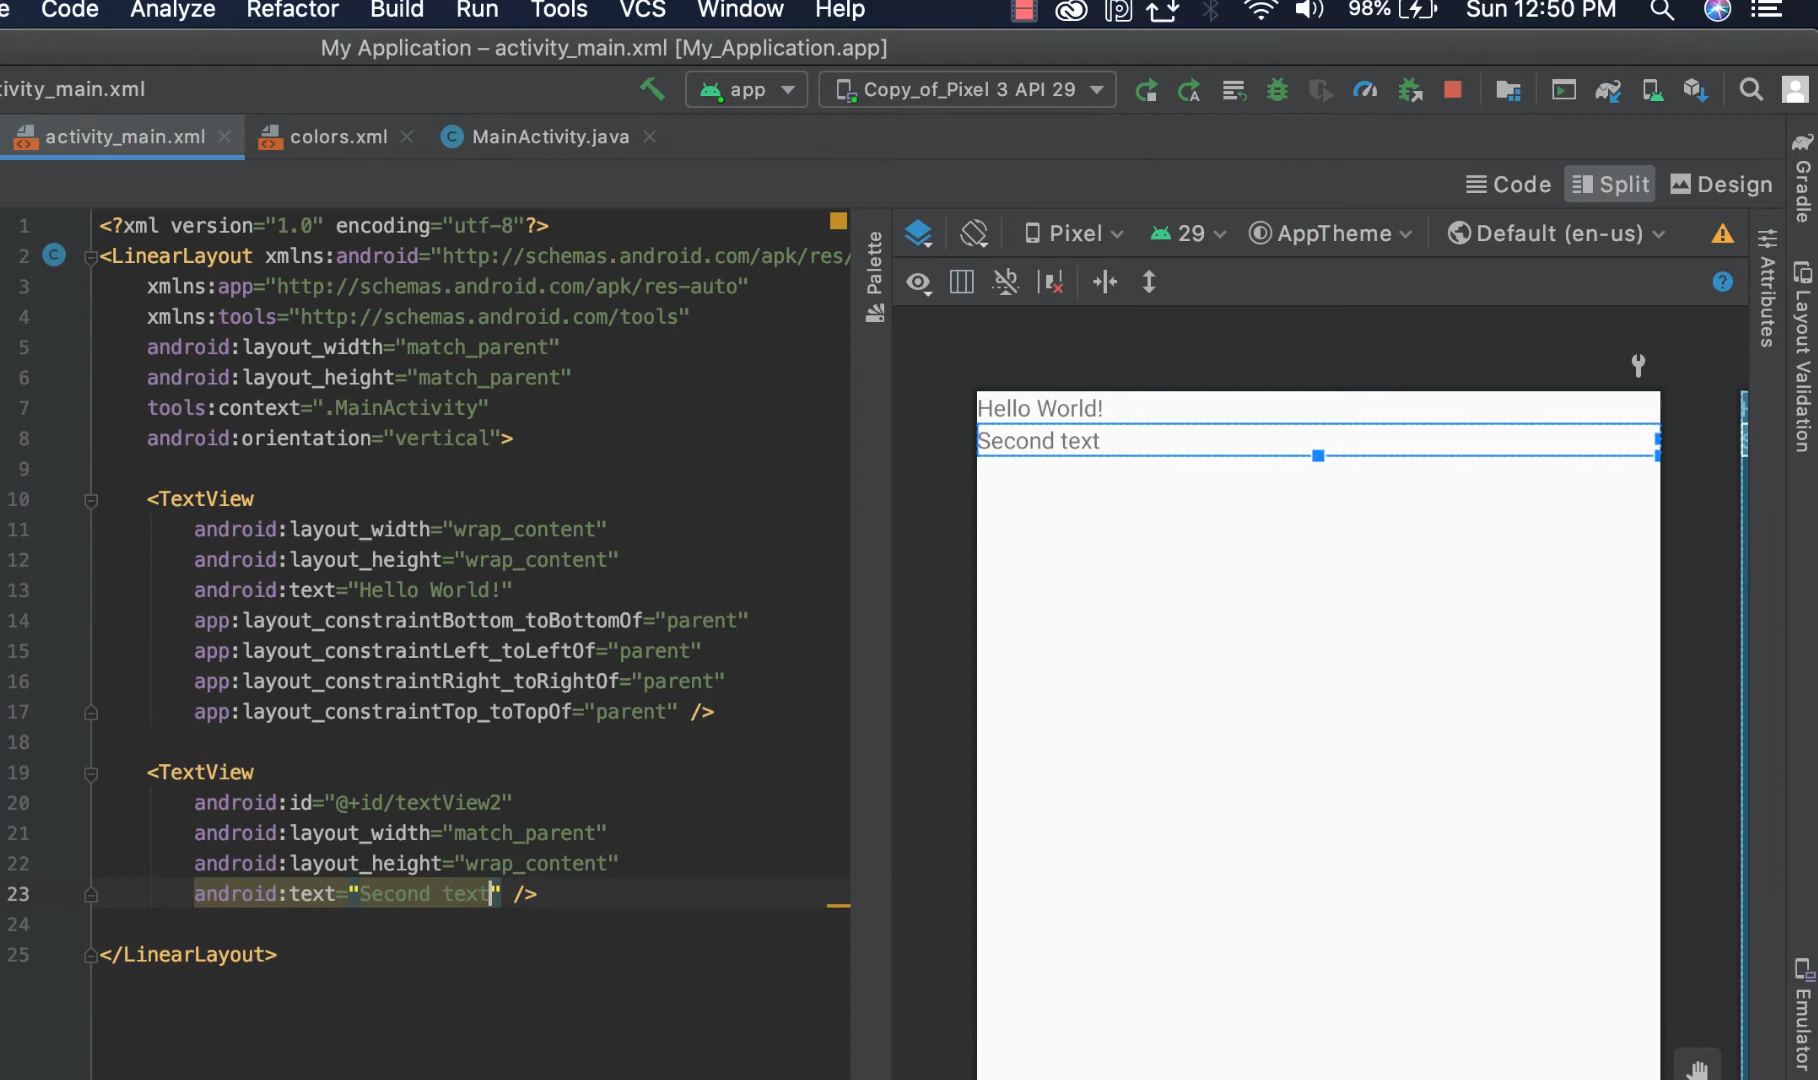 Code Analyze Refactor Build Run Tools VCS Window Help 98% Sun 12:50 PM
My Application – activity_main.xml [My_Application.app]
tivity_main.xml app Copy_of_Pixel 3 API 29
activity_main.xml colors.xml MainActivity.java
Code Split Design
Pixel 29 AppTheme Default (en-us)
1 <?xml version="1.0" encoding="utf-8"?>
2 <LinearLayout xmlns:android="http://schemas.android.com/apk/res/
3 xmlns:app="http://schemas.android.com/apk/res-auto"
4 xmlns:tools="http://schemas.android.com/tools"
5 android:layout_width="match_parent"
6 android:layout_height="match_parent"
7 tools:context=".MainActivity"
8 android:orientation="vertical">
9
10 <TextView
11 android:layout_width="wrap_content"
12 android:layout_height="wrap_content"
13 android:text="Hello World!"
14 app:layout_constraintBottom_toBottomOf="parent"
15 app:layout_constraintLeft_toLeftOf="parent"
16 app:layout_constraintRight_toRightOf="parent"
17 app:layout_constraintTop_toTopOf="parent" />
18
19 <TextView
20 android:id="@+id/textView2"
21 android:layout_width="match_parent"
22 android:layout_height="wrap_content"
23 android:text="Second text" />
24
25 </LinearLayout>
Palette
Hello World!
Second text
Attributes
Gradle
Layout Validation
Emulator